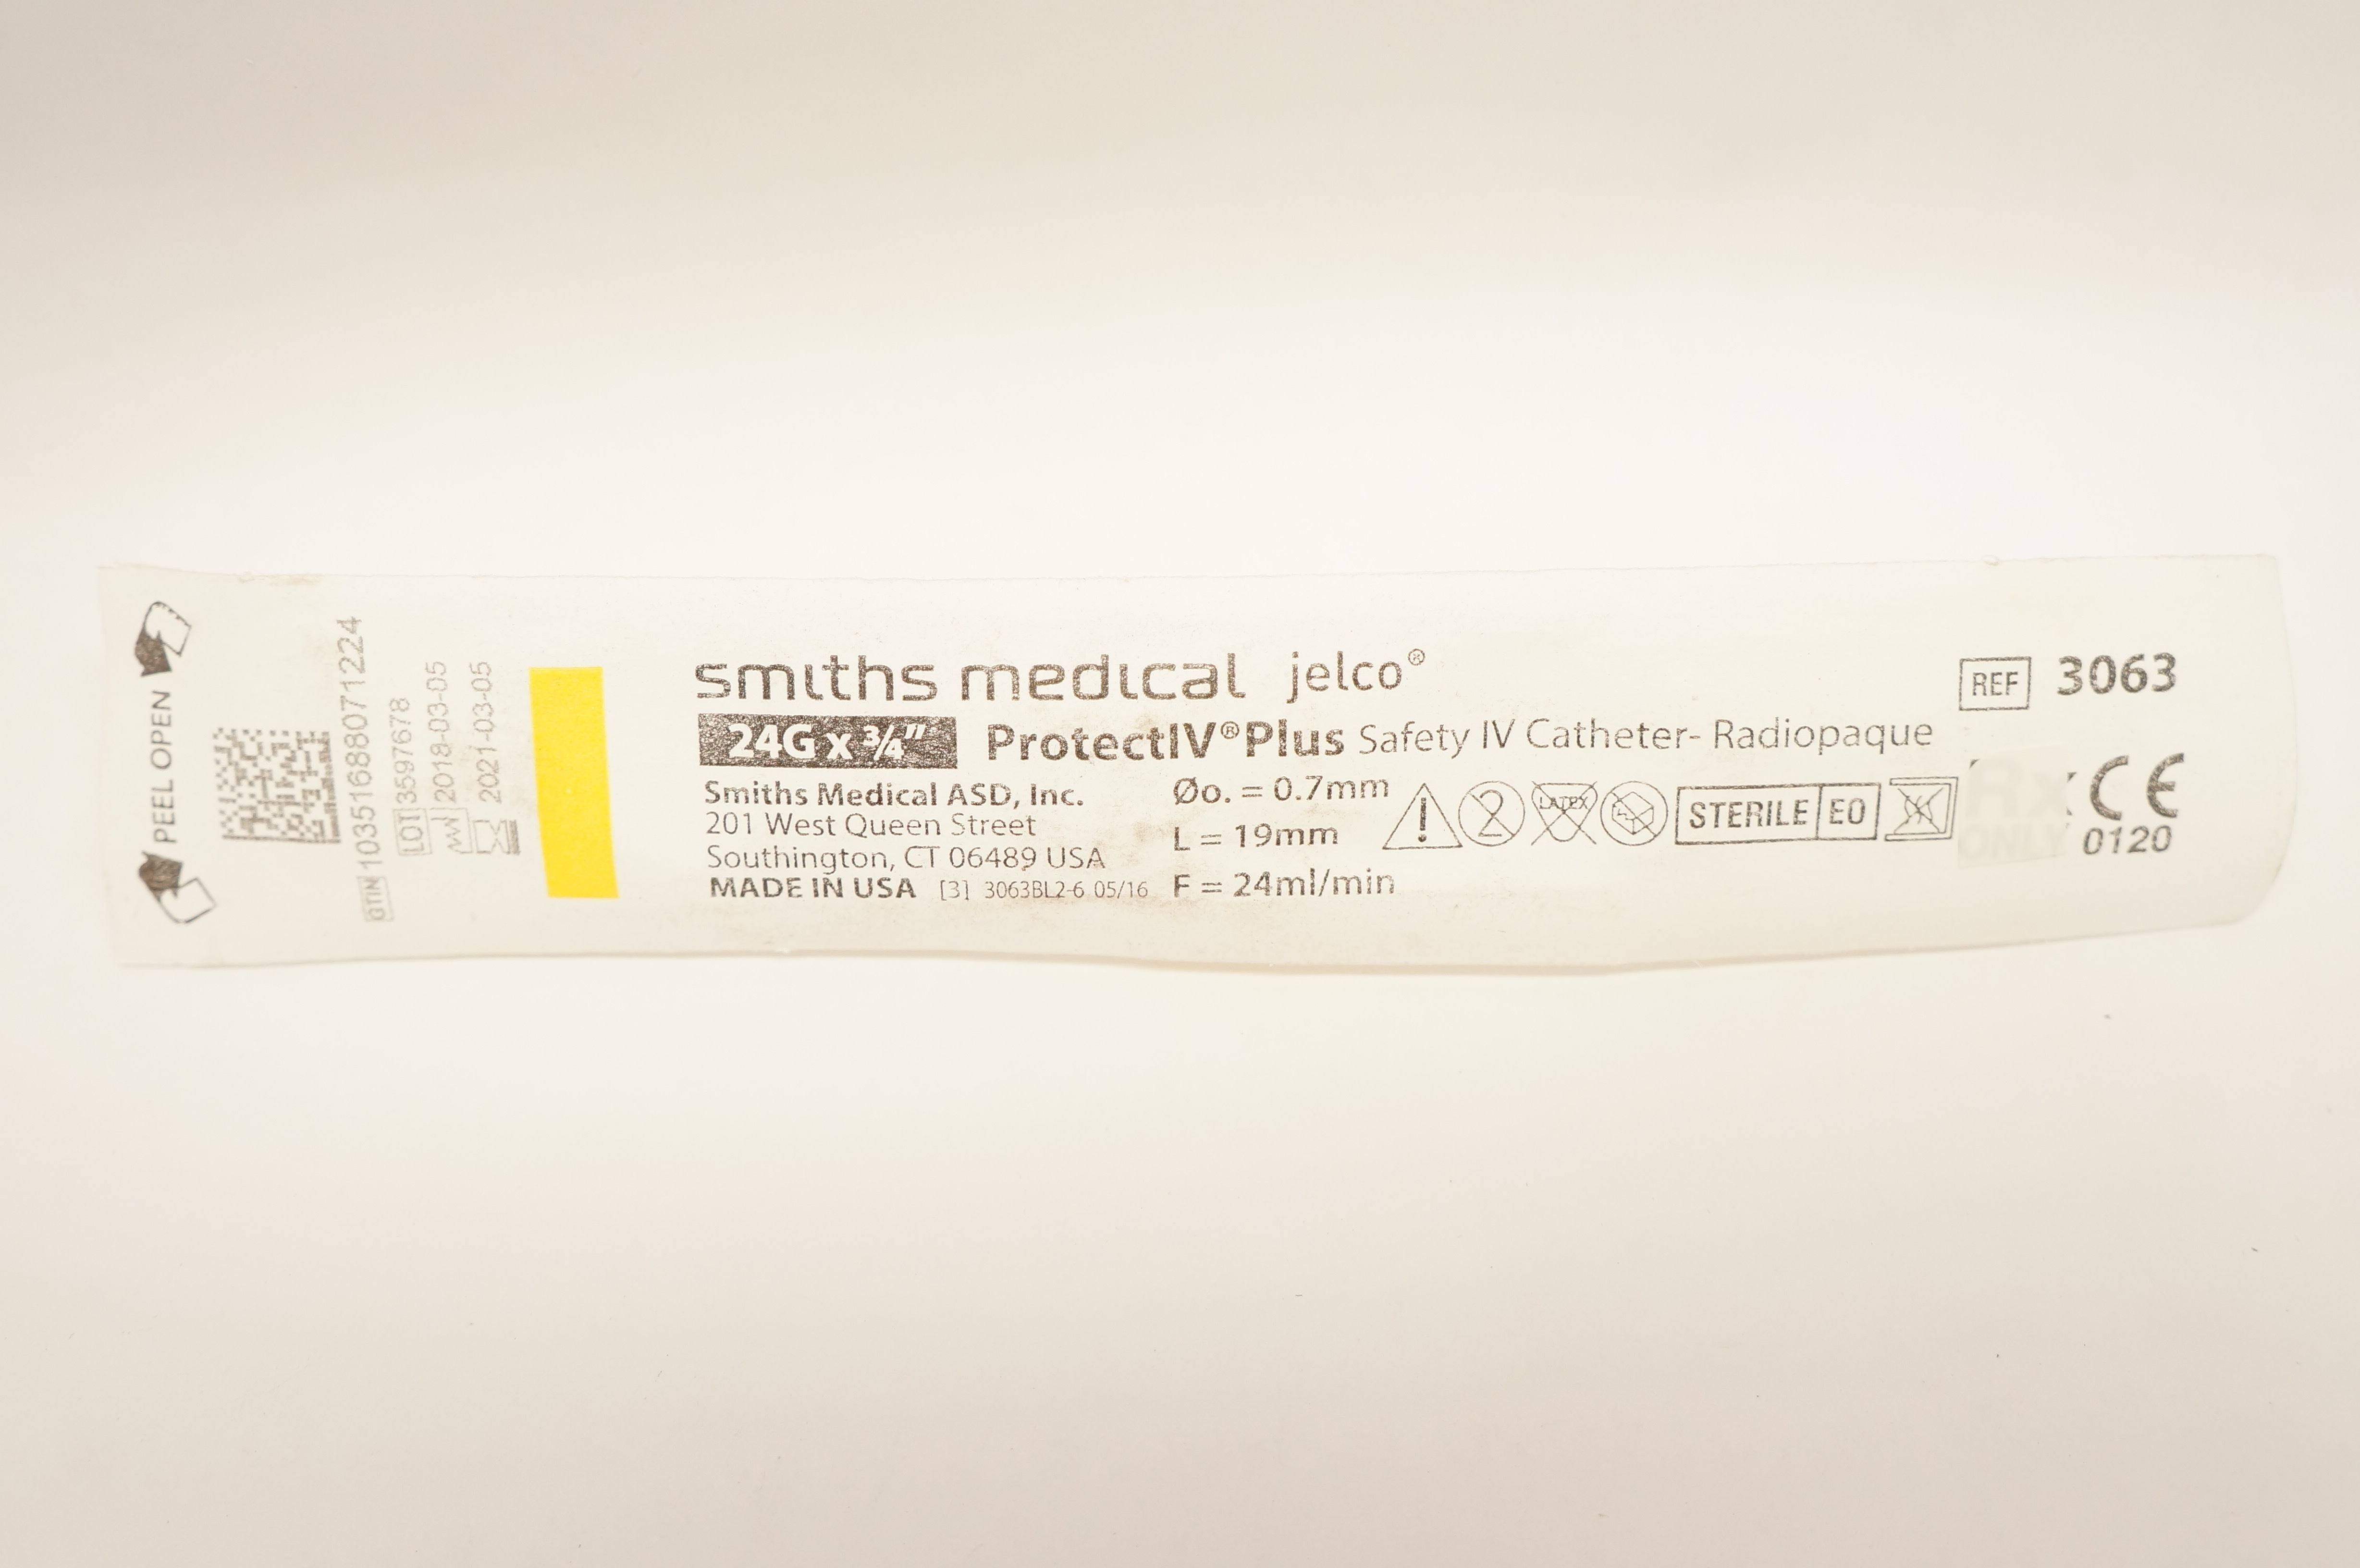 PEEL OPEN
GTIN 10351688071224
LOT 3597678
2018-03-05
2021-03-05
smiths medical jelco®
24G x 3/4" ProtectIV®Plus Safety IV Catheter- Radiopaque
Smiths Medical ASD, Inc.
201 West Queen Street
Southington, CT 06489 USA
MADE IN USA [3] 3063BL2-6 05/16
Øo. = 0.7mm
L = 19mm
F = 24ml/min
2
LATEX
STERILE EO
REF 3063
ONLY
CE
0120